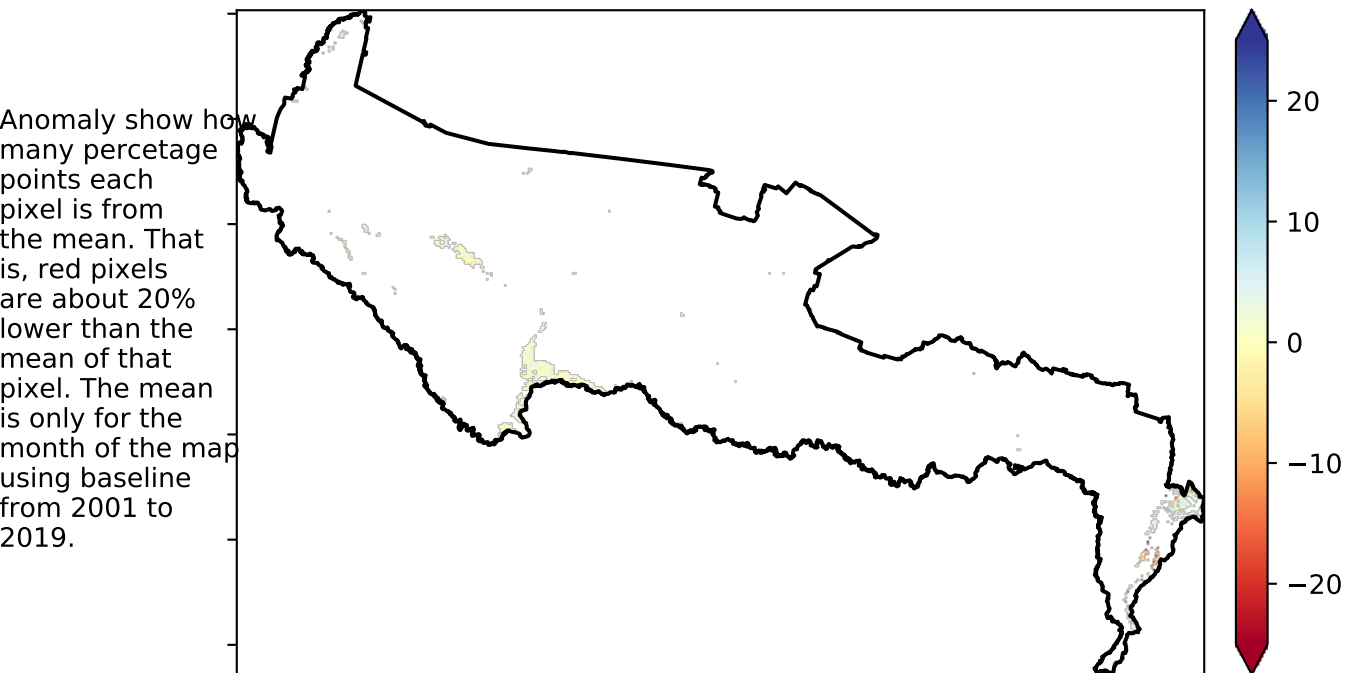 Anomaly show how
many percetage
points each
pixel is from
the mean. That
is, red pixels
are about 20%
lower than the
mean of that
pixel. The mean
is only for the
month of the map
using baseline
from 2001 to
2019.
20
10
0
−10
−20